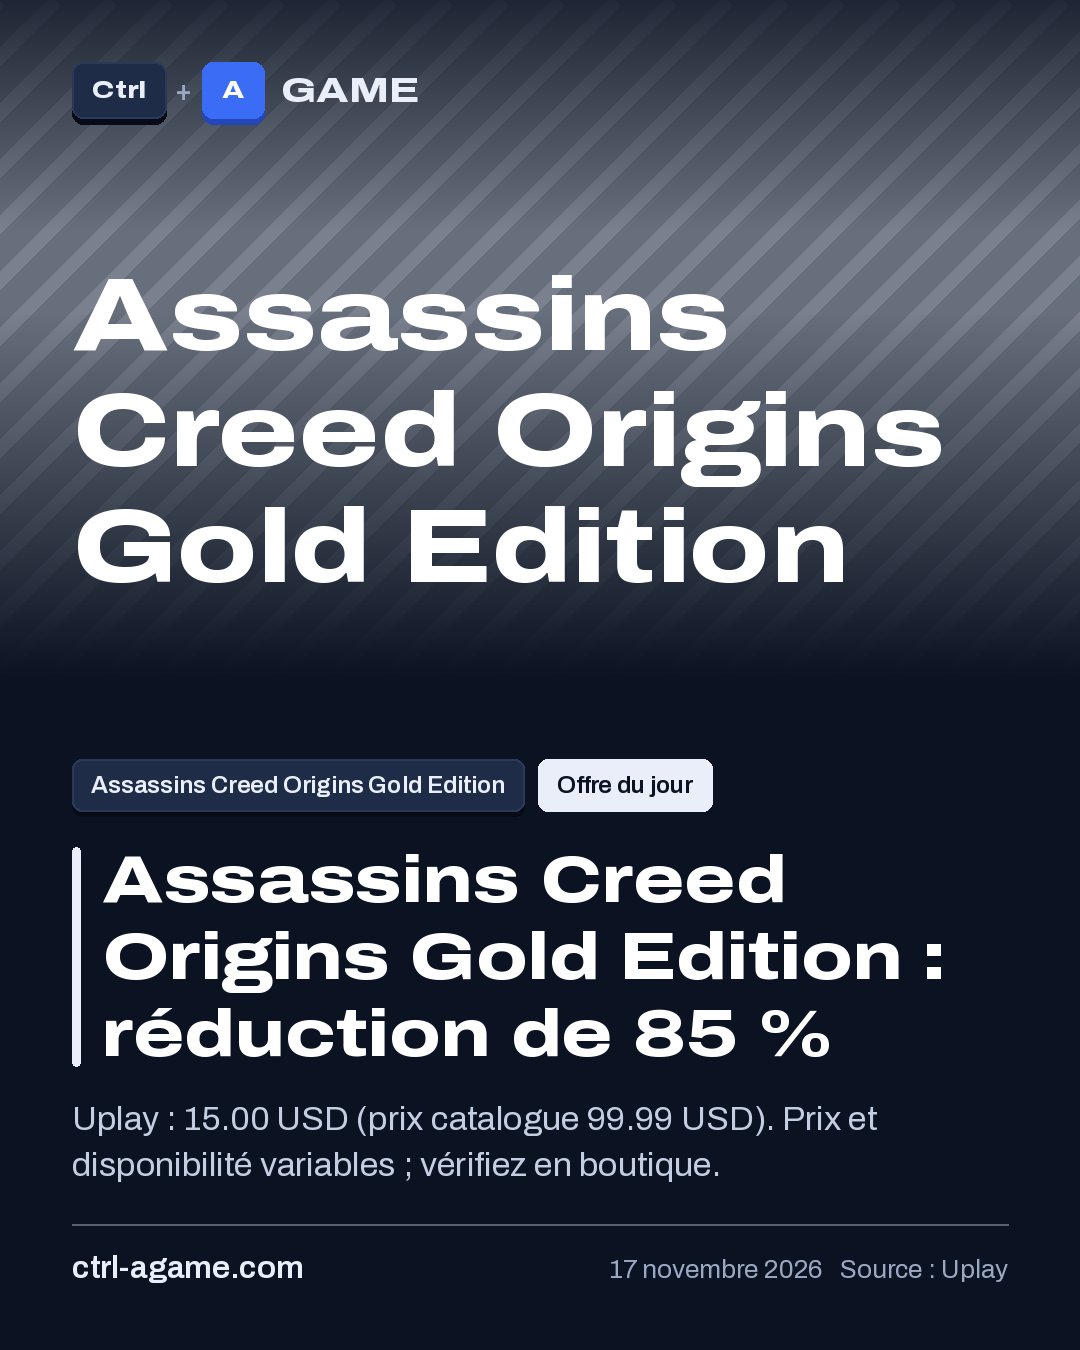 Ctrl + A GAME
Assassins
Creed Origins
Gold Edition
Assassins Creed Origins Gold Edition
Offre du jour
Assassins Creed
Origins Gold Edition :
réduction de 85 %
Uplay : 15.00 USD (prix catalogue 99.99 USD). Prix et
disponibilité variables ; vérifiez en boutique.
ctrl-agame.com
17 novembre 2026 Source : Uplay